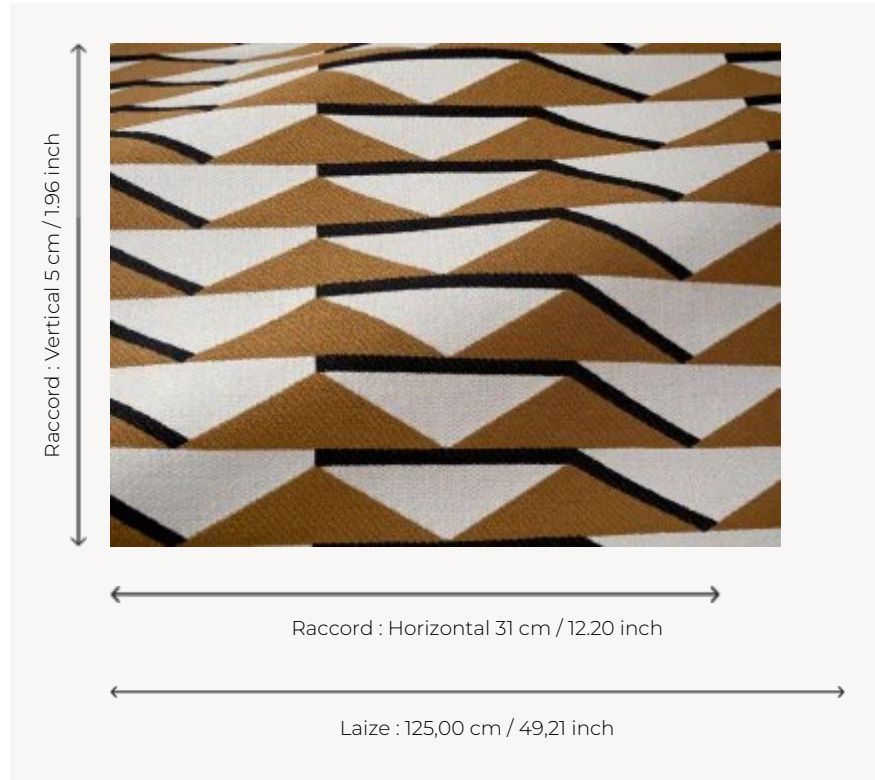 Raccord : Vertical 5 cm / 1.96 inch
Raccord : Horizontal 31 cm / 12.20 inch
Laize : 125,00 cm / 49,21 inch